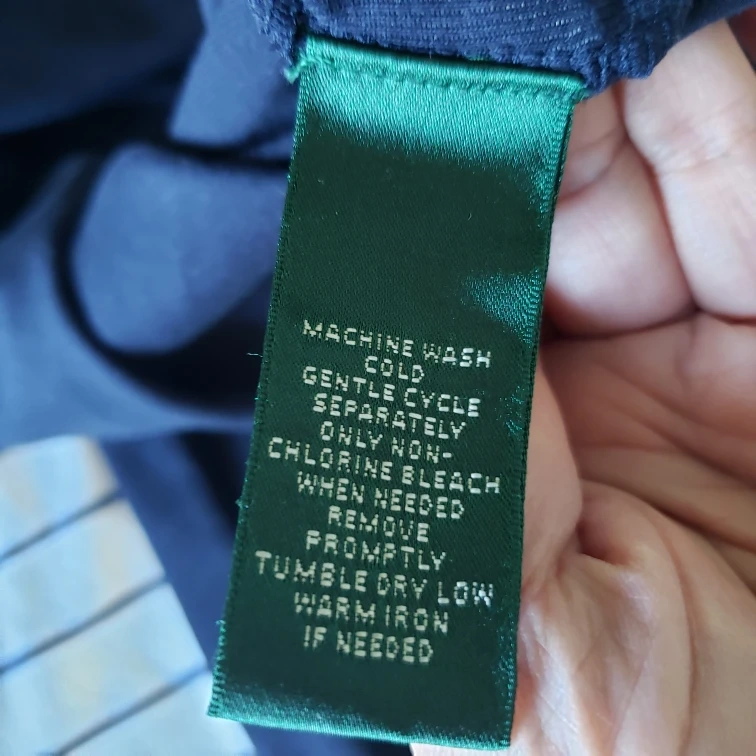 MACHINE WASH
COLD
GENTLE CYCLE
SEPARATELY
ONLY NON-
CHLORINE BLEACH
WHEN NEEDED
REMOVE
PROMPTLY
TUMBLE DRY LOW
WARM IRON
IF NEEDED